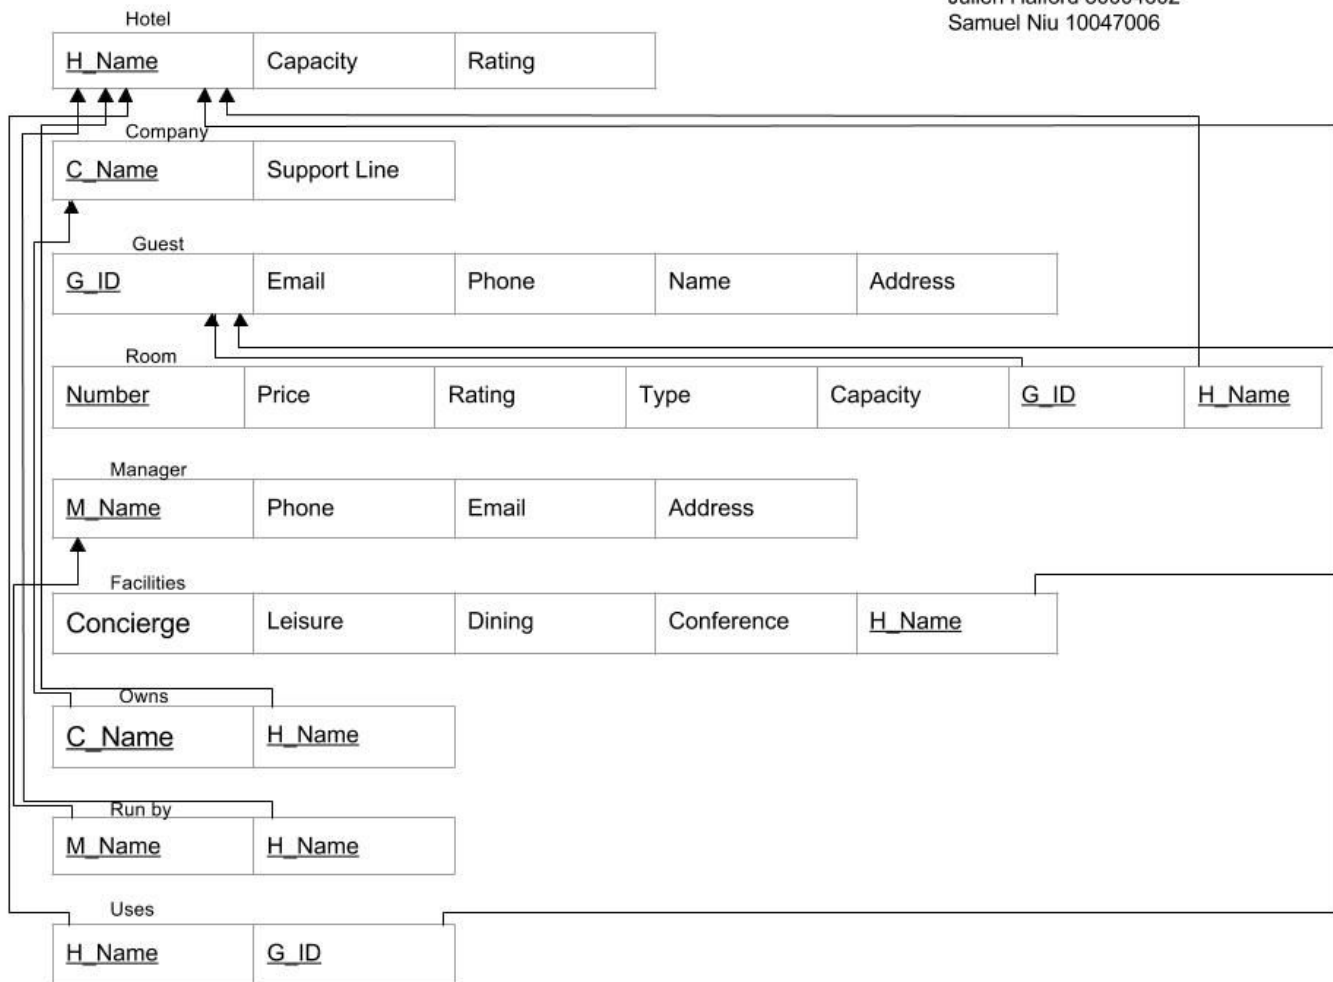 Samuel Niu 10047006
Hotel
H_Name Capacity Rating
Company
C_Name Support Line
Guest
G_ID Email Phone Name Address
Room
Number Price Rating Type Capacity G_ID H_Name
Manager
M_Name Phone Email Address
Facilities
Concierge Leisure Dining Conference H_Name
Owns
C_Name H_Name
Run by
M_Name H_Name
Uses
H_Name G_ID